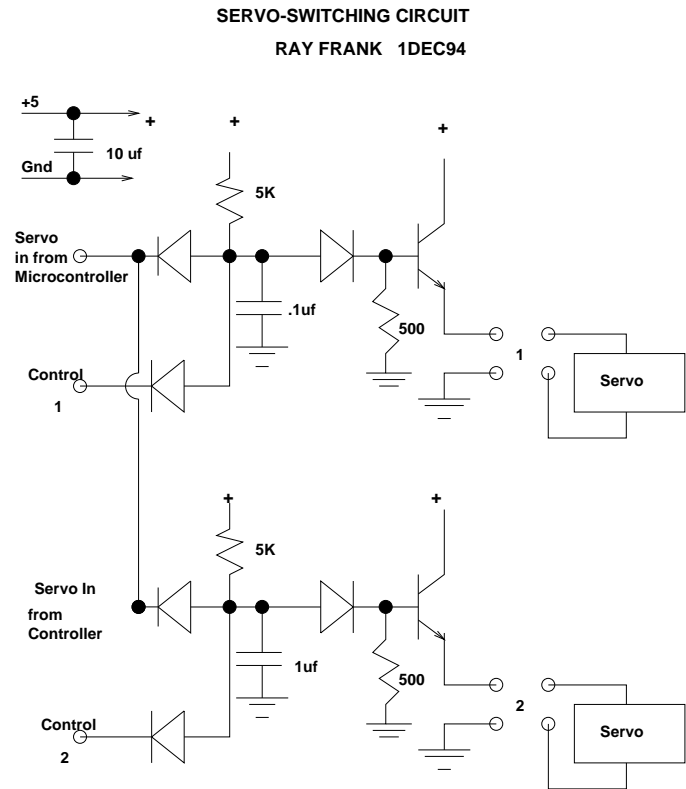 SERVO-SWITCHING CIRCUIT
RAY FRANK 1DEC94
+5
+
+
+
10 uf
Gnd
5K
Servo
in from
Microcontroller
.1uf
500
1
Servo
Control
1
+
+
5K
Servo In
from
Controller
1uf
500
2
Servo
Control
2